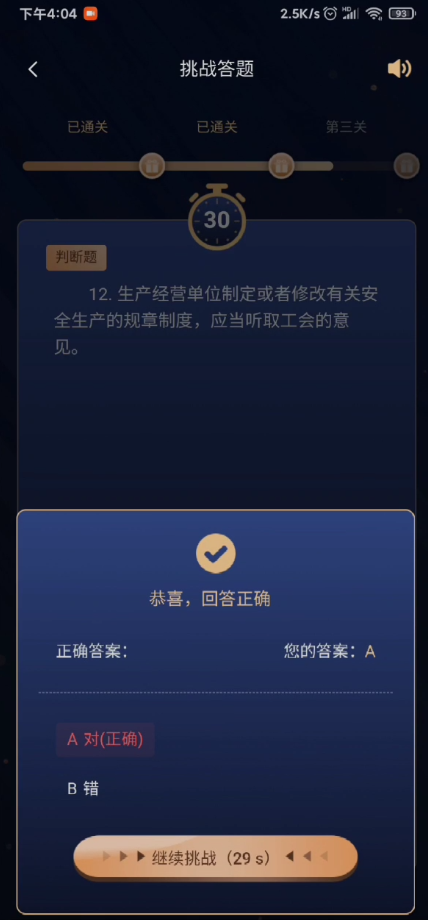 下午4:04 2.5K/s HD 93
挑战答题
已通关 已通关 第三关
30
判断题
12. 生产经营单位制定或者修改有关安
全生产的规章制度，应当听取工会的意
见。
恭喜，回答正确
正确答案： 您的答案：A
A 对(正确)
B 错
继续挑战（29 s）